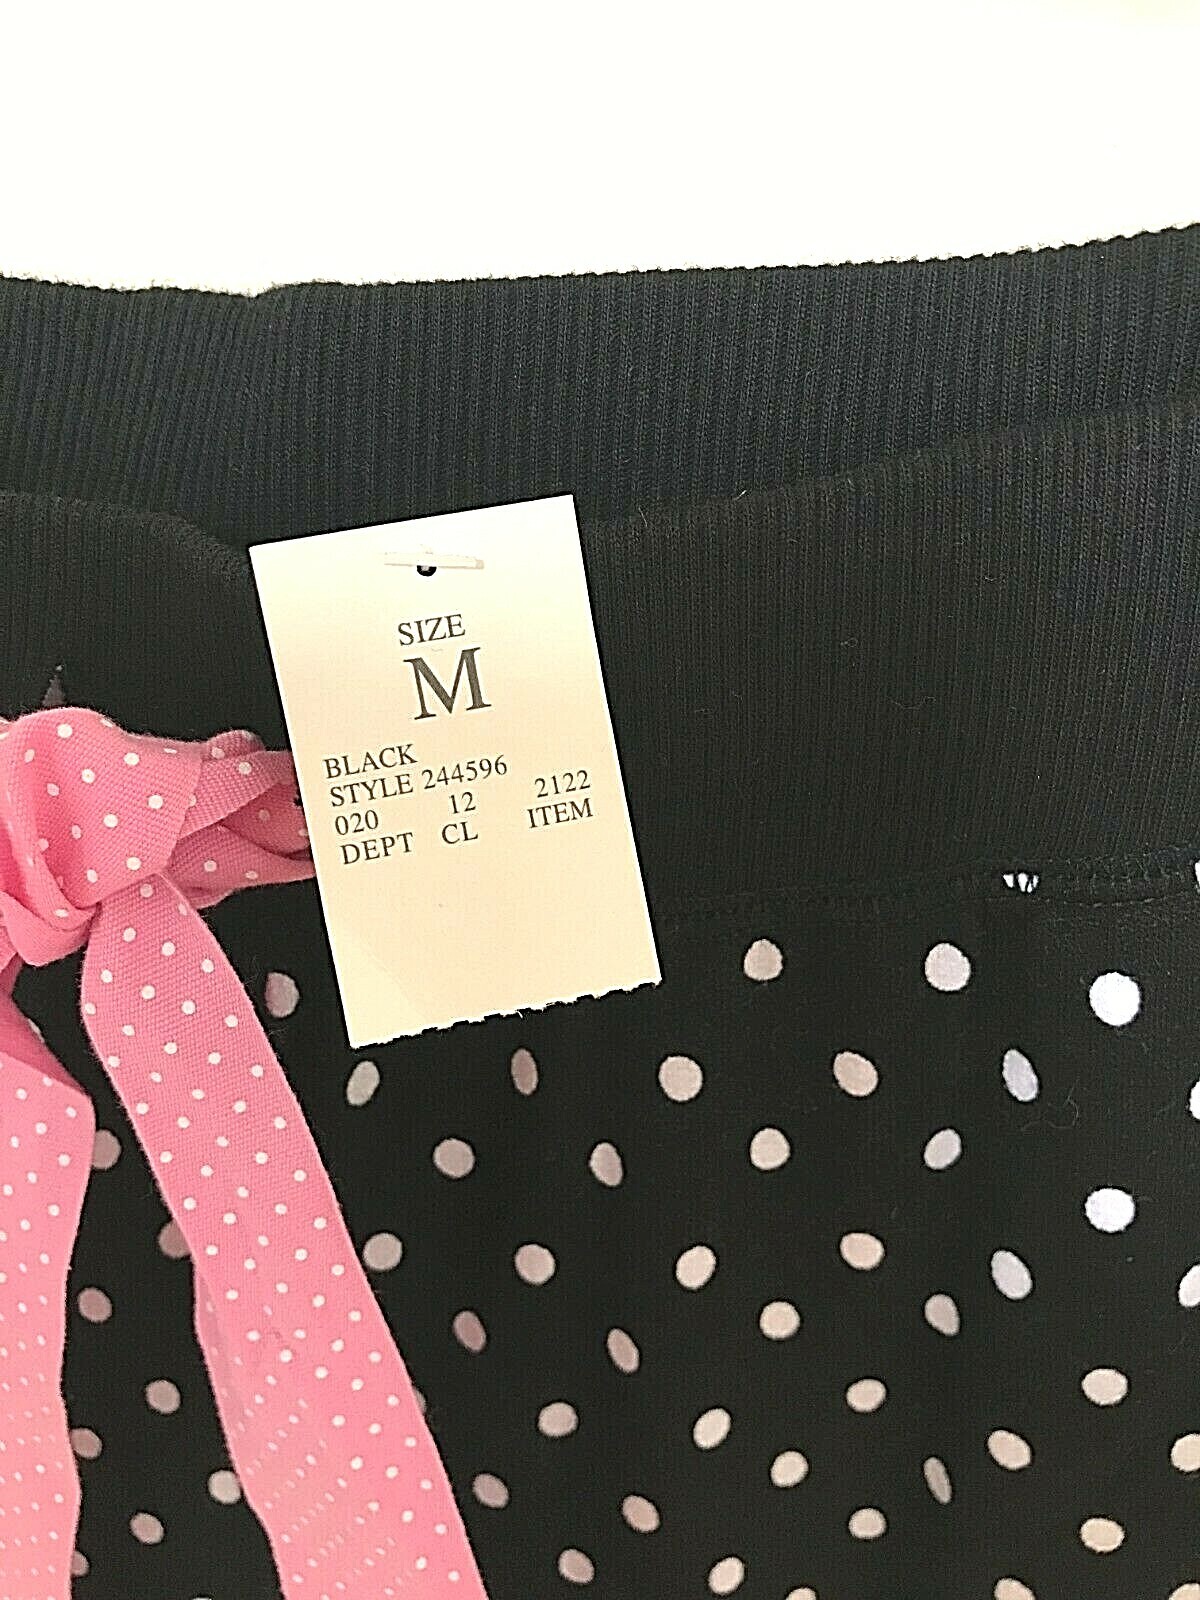 SIZE
M
BLACK
STYLE 244596
020 12 2122
DEPT CL ITEM